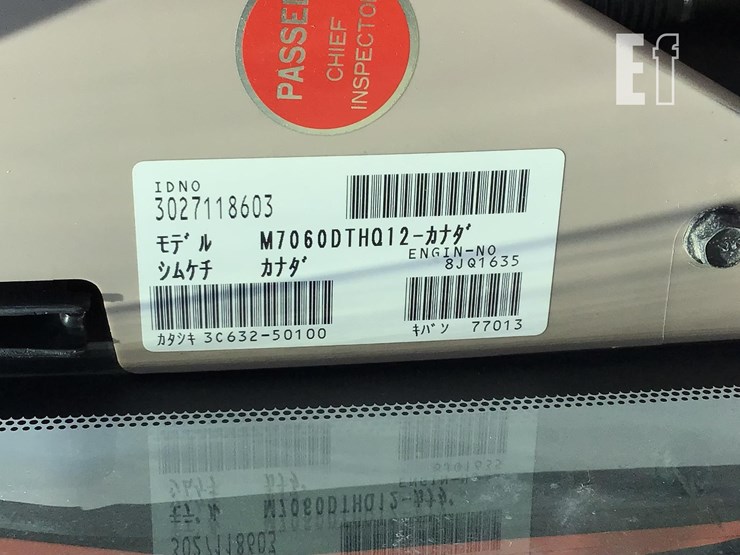 PASSED
CHIEF
INSPECTOR
Ef
IDNO
3027118603
モデル M7060DTHQ12-カナダ
シムケチ カナダ
ENGIN-NO
8JQ1635
カタシキ 3C632-50100
キバン 77013